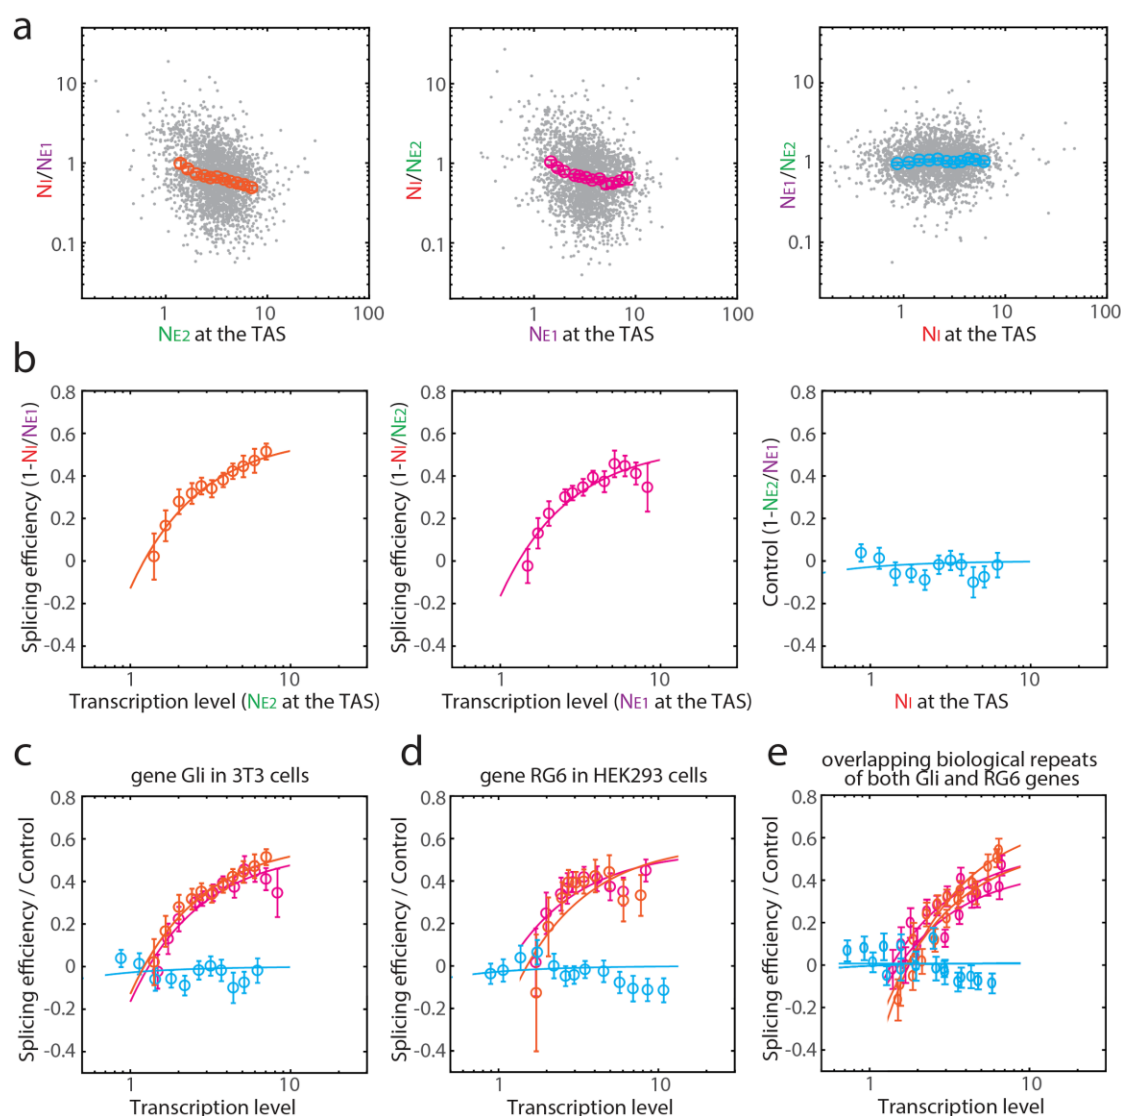 a
10
1
0.1
NI/NE1
1
10
100
NE2 at the TAS
10
1
0.1
NI/NE2
1
10
100
NE1 at the TAS
10
1
0.1
NE1/NE2
1
10
100
NI at the TAS
b
0.8
0.6
0.4
0.2
0
-0.2
-0.4
Splicing efficiency (1-NI/NE1)
1
10
Transcription level (NE2 at the TAS)
0.8
0.6
0.4
0.2
0
-0.2
-0.4
Splicing efficiency (1-NI/NE2)
1
10
Transcription level (NE1 at the TAS)
0.8
0.6
0.4
0.2
0
-0.2
-0.4
Control (1-NE2/NE1)
1
10
NI at the TAS
c
gene Gli in 3T3 cells
0.8
0.6
0.4
0.2
0
-0.2
-0.4
Splicing efficiency / Control
1
10
Transcription level
d
gene RG6 in HEK293 cells
0.8
0.6
0.4
0.2
0
-0.2
-0.4
Splicing efficiency / Control
1
10
Transcription level
e
overlapping biological repeats
of both Gli and RG6 genes
0.8
0.6
0.4
0.2
0
-0.2
-0.4
Splicing efficiency / Control
1
10
Transcription level